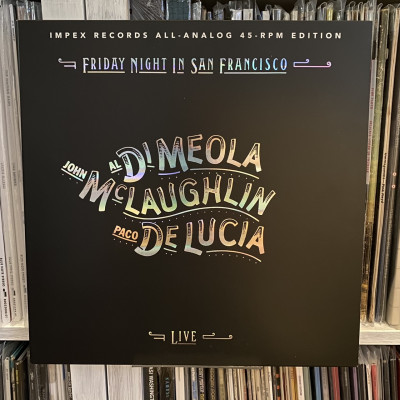 IMPEX RECORDS ALL-ANALOG 45-RPM EDITION
FRIDAY NIGHT IN SAN FRANCISCO
AL DI MEOLA
JOHN MCLAUGHLIN
PACO DE LUCIA
LIVE